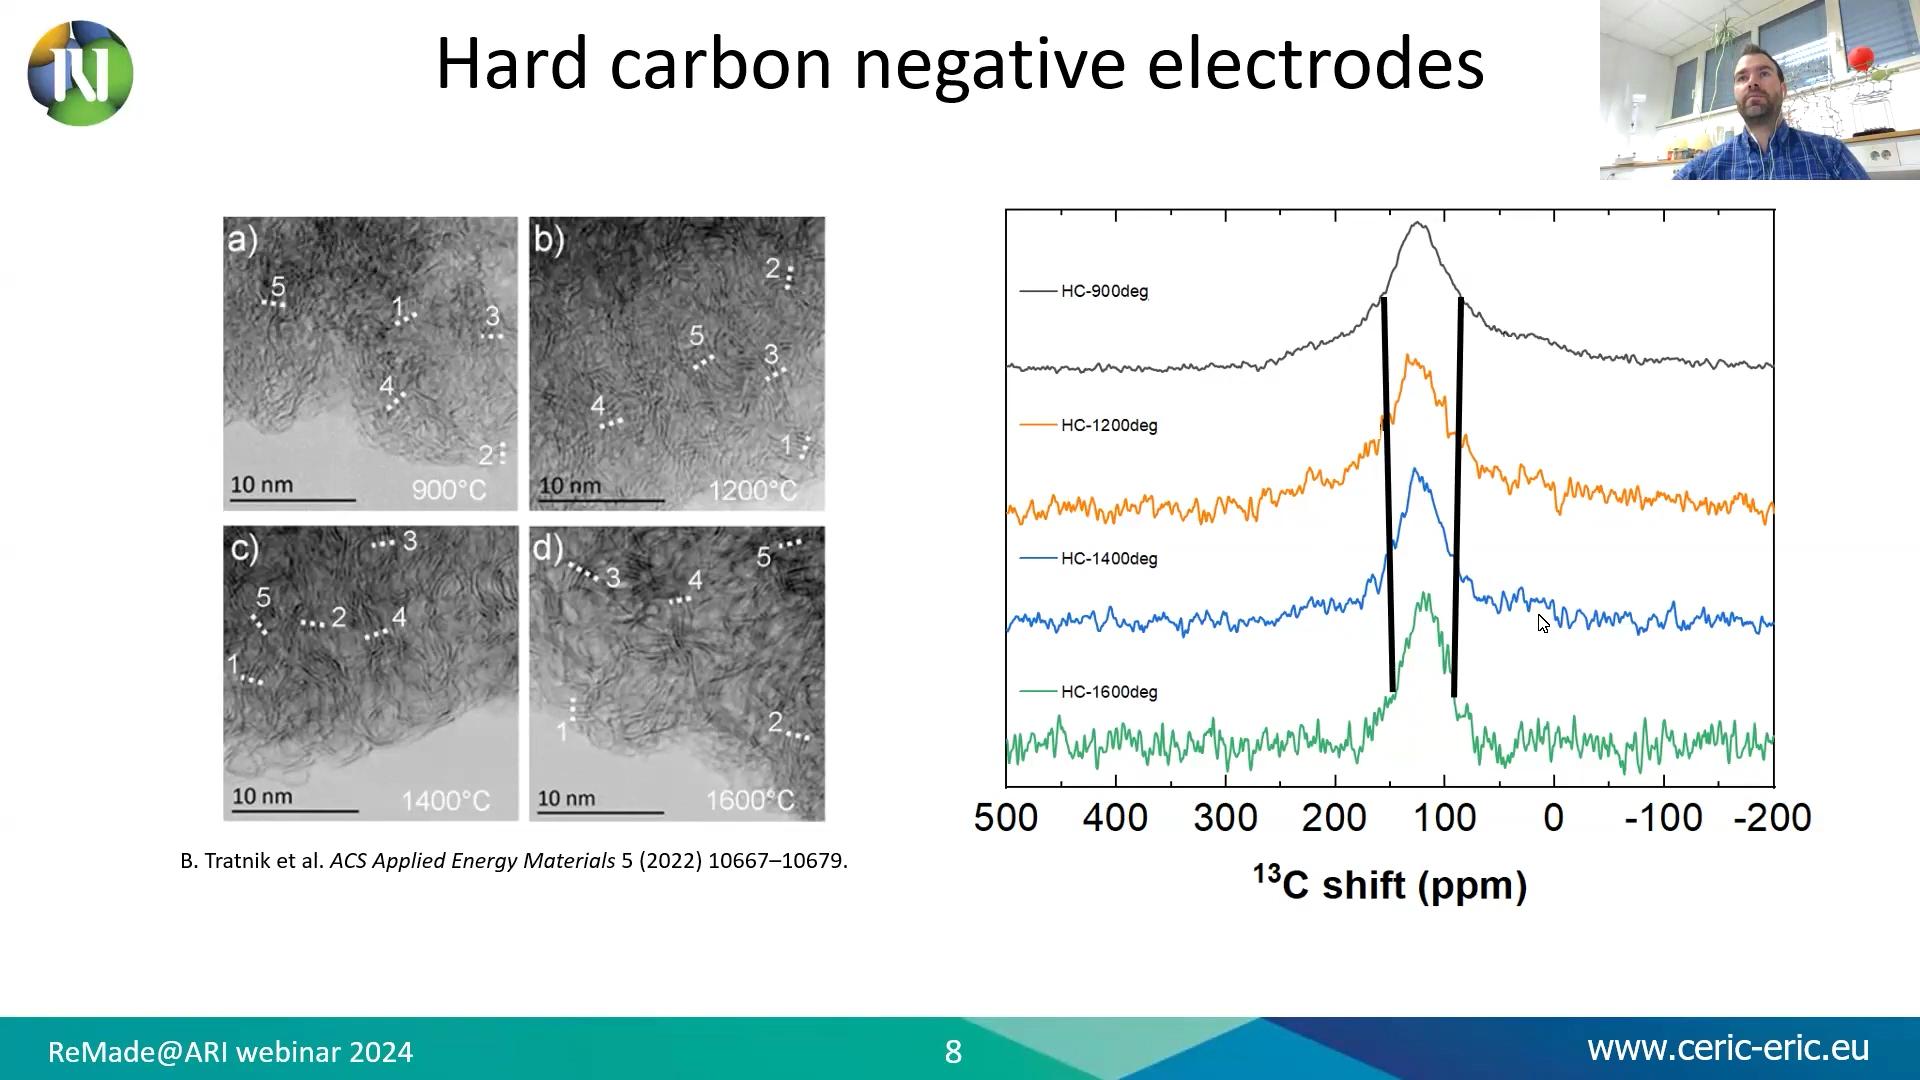 Hard carbon negative electrodes
a)
5
1
3
4
2
10 nm
900°C
b)
2
5
3
4
1
10 nm
1200°C
c)
3
5
2
4
1
10 nm
1400°C
d)
5
3
4
1
2
10 nm
1600°C
B. Tratnik et al. ACS Applied Energy Materials 5 (2022) 10667–10679.
HC-900deg
HC-1200deg
HC-1400deg
HC-1600deg
500 400 300 200 100 0 -100 -200
¹³C shift (ppm)
ReMade@ARI webinar 2024
8
www.ceric-eric.eu